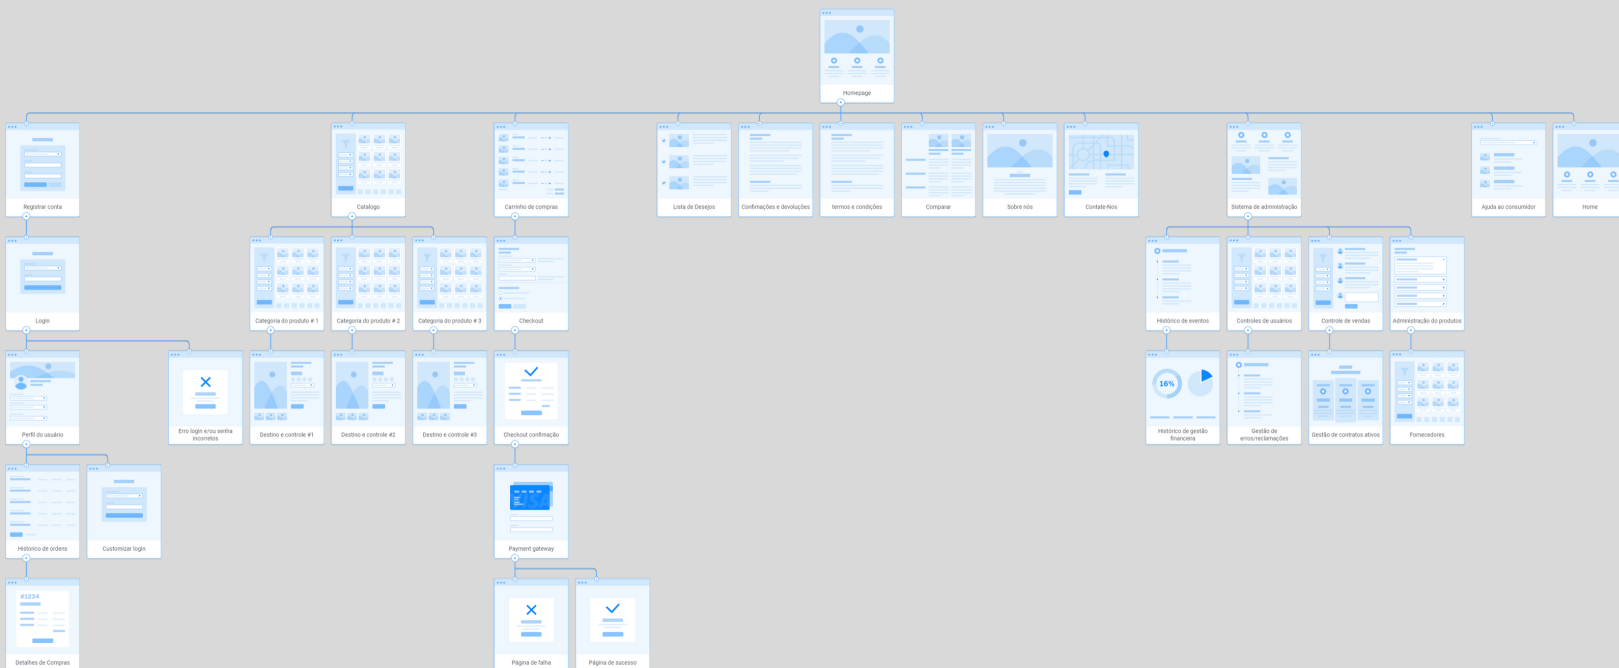 Homepage
Registrar conta
Catalogo
Carrinho de compras
Lista de Desejos
Confimações e devoluções
termos e condições
Comparar
Sobre nós
Contate-Nos
Sistema de administração
Ajuda ao consumidor
Home
Login
Categoria do produto # 1
Categoria do produto # 2
Categoria do produto # 3
Checkout
Histórico de eventos
Controles de usuários
Controle de vendas
Administração do produtos
16%
Perfil do usuário
Erro login e/ou senha
incorretos
Destino e controle #1
Destino e controle #2
Destino e controle #3
Checkout confirmação
Histórico de gestão
financeira
Gestão de
erros/reclamações
Gestão de contratos ativos
Fornecedores
VISA
Historico de ordens
Customizar login
Payment gateway
#1234
Detalhes de Compras
Página de falha
Página de sucesso